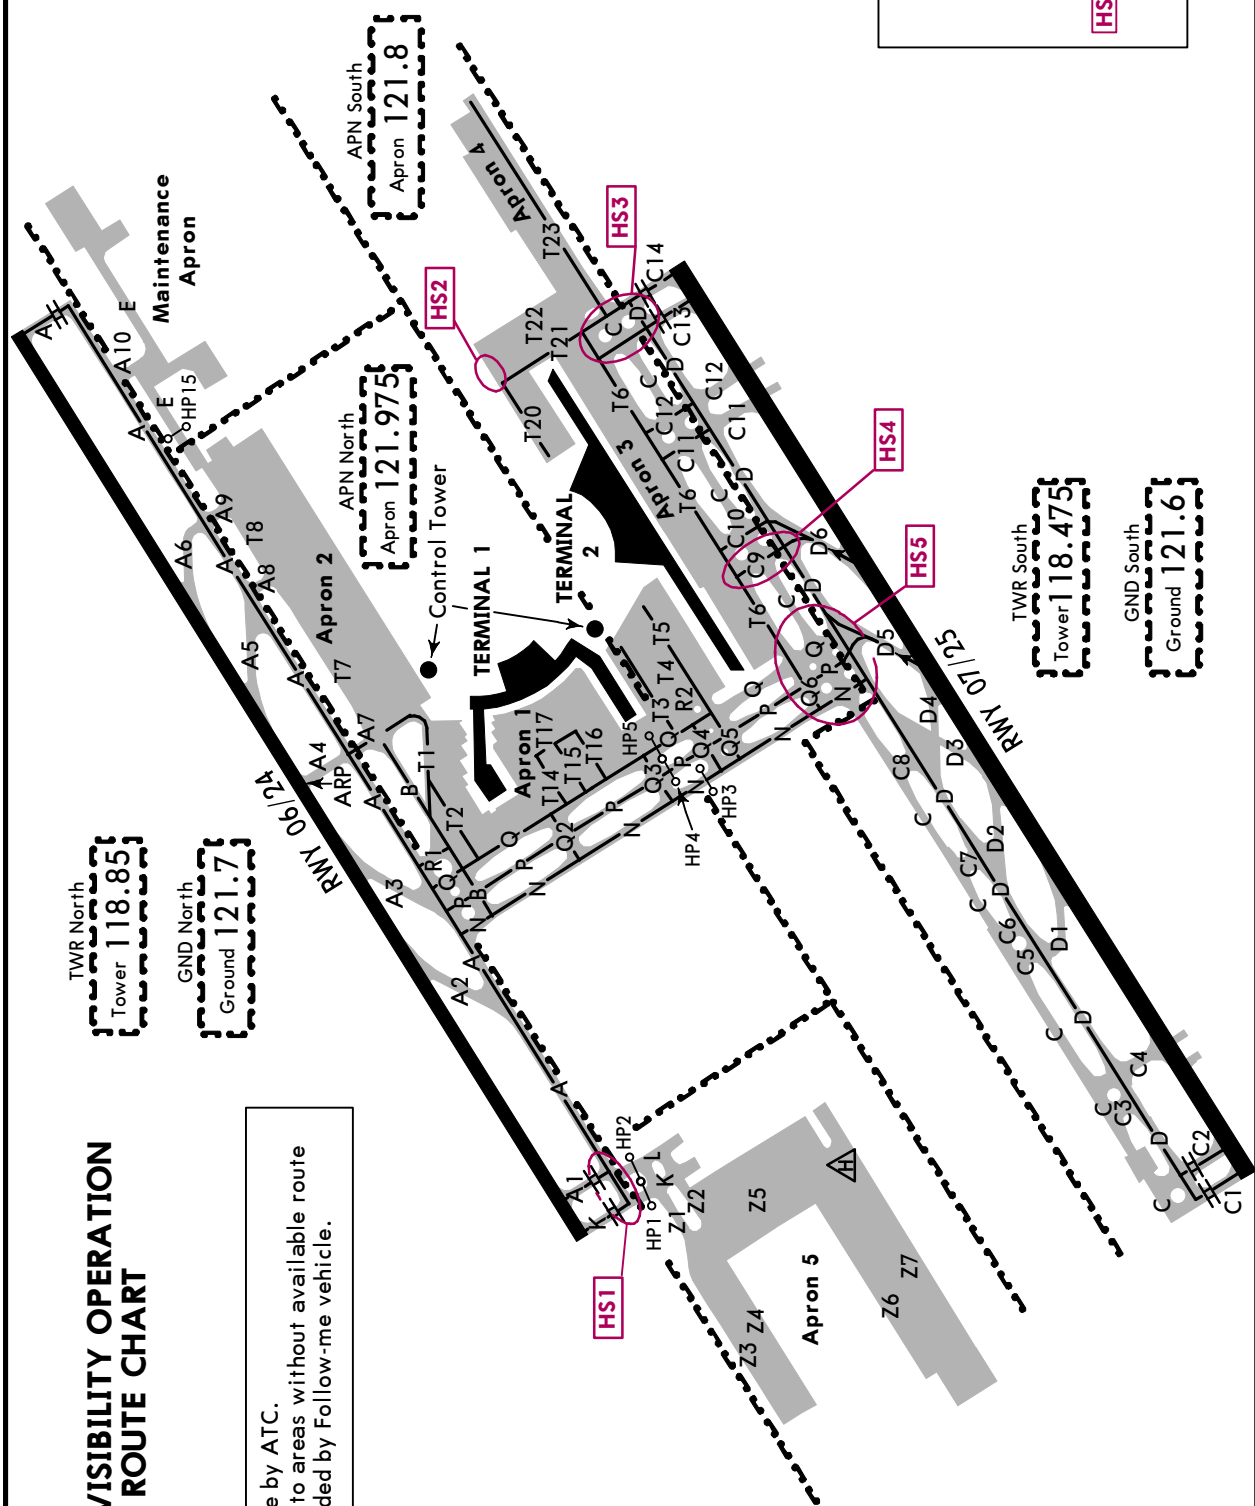 VISIBILITY OPERATION
ROUTE CHART
e by ATC.
to areas without available route
ded by Follow-me vehicle.
TWR North
Tower 118.85
GND North
Ground 121.7
APN South
Apron 121.8
APN North
Apron 121.975
TWR South
Tower 118.475
GND South
Ground 121.6
HS
Maintenance
Apron
RWY 06/24
RWY 07/25
ARP
Control Tower
TERMINAL 1
TERMINAL
2
Apron 1
Apron 2
Apron 3
Apron 4
Apron 5
HS1
HS2
HS3
HS4
HS5
HP1
HP2
HP3
HP4
HP5
HP15
A
A10
E
A
E
A9
A6
A
A8
T8
A5
A
T7
A4
A7
A
B
T1
T2
A3
R1
Q
P
B
N
A
A2
A
A1
K
L
K
Z1
Z2
Z5
Z3
Z4
Z6
Z7
H
Q
P
N
Q2
P
N
T14
T17
T15
T16
Q3
Q
P
N
Q4
Q5
T3
R2
T4
T5
Q
P
N
Q6
Q
P
N
T20
T21
T22
T23
C
D
C14
C13
T6
C
D
C12
C12
C11
C11
T6
C
D
C10
C9
D6
T6
C
D
D5
D4
D3
C8
C
D
D2
C7
C
D
C6
C5
D1
C
D
C4
C
C3
D
C2
C
C1